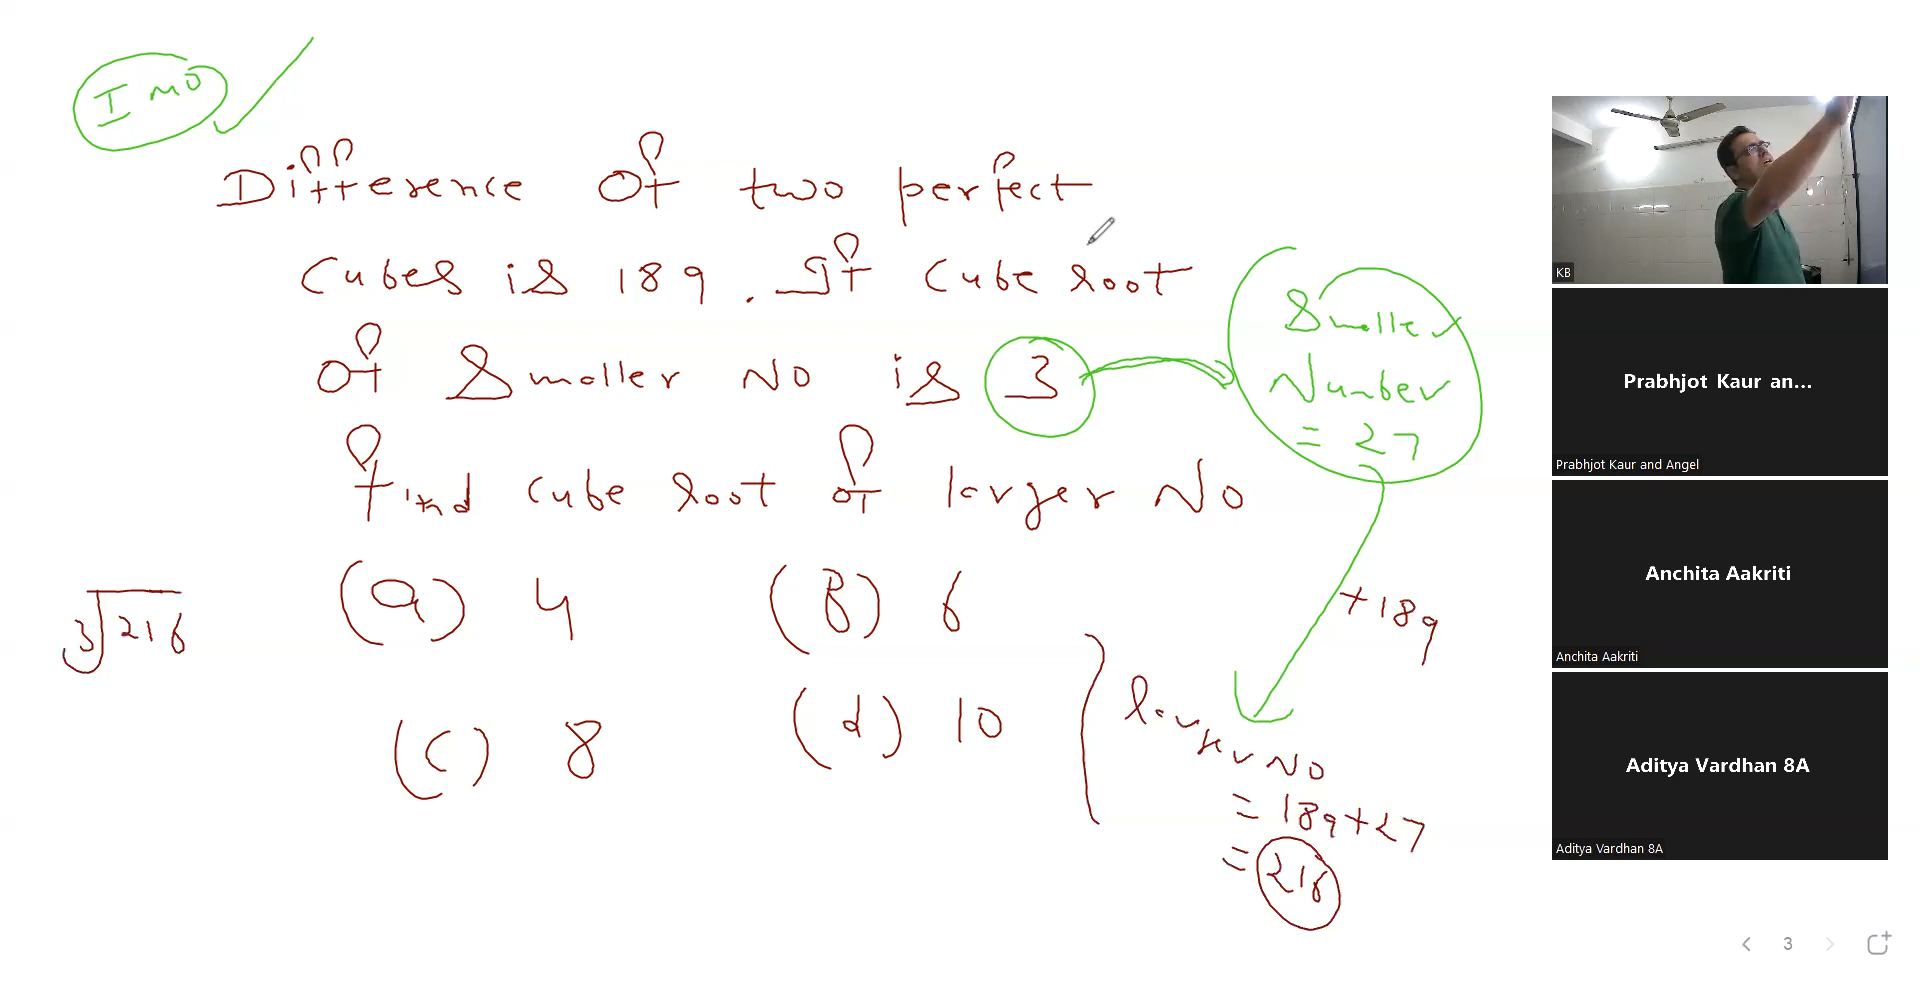 IMO
Difference Of two perfect
Cubes is 189. If Cube root
Of Smaller No is 3
find cube root of larger No
(a) 4
(b) 6
(c) 8
(d) 10
3√216
Smaller
Number
= 27
+189
larger No
= 189+27
= 216
KB
Prabhjot Kaur an...
Prabhjot Kaur and Angel
Anchita Aakriti
Anchita Aakriti
Aditya Vardhan 8A
Aditya Vardhan 8A
3